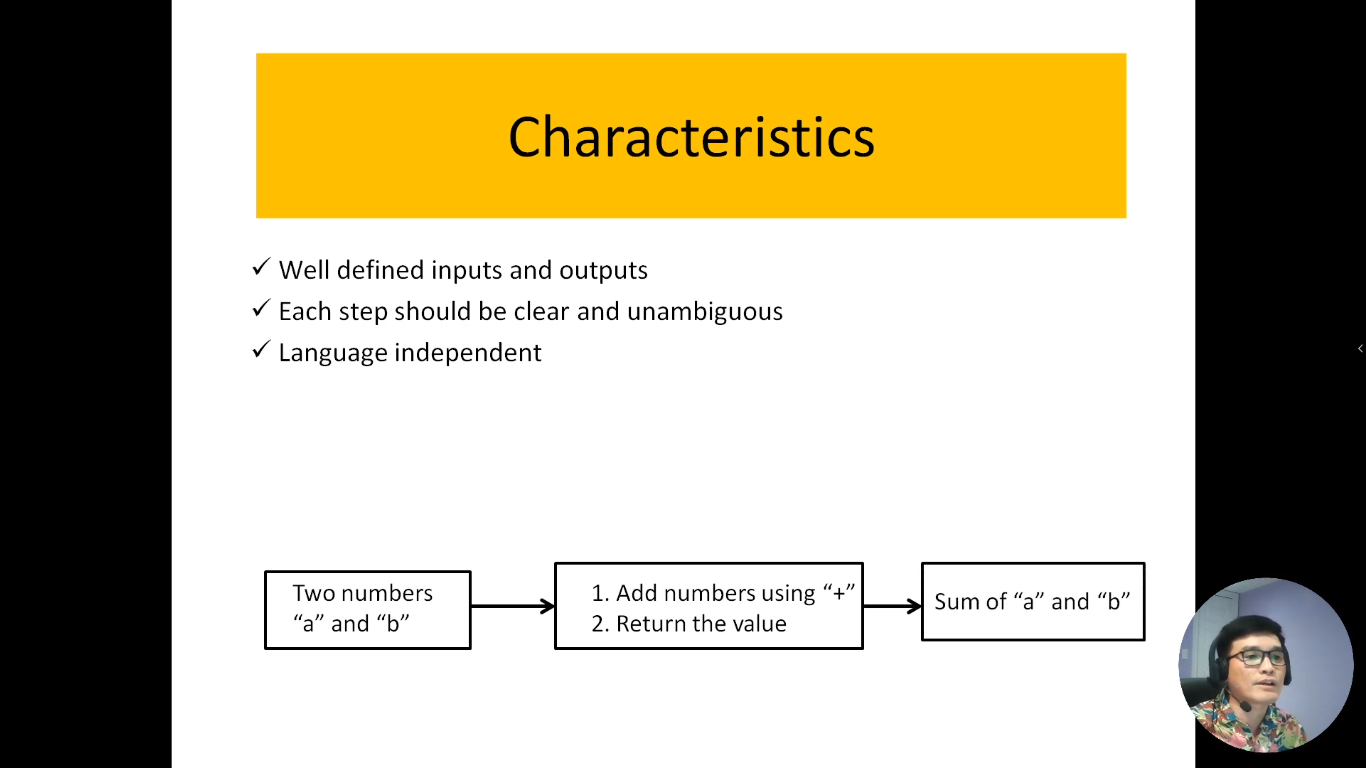 Characteristics
✓ Well defined inputs and outputs
✓ Each step should be clear and unambiguous
✓ Language independent
Two numbers
“a” and “b”
1. Add numbers using “+”
2. Return the value
Sum of “a” and “b”